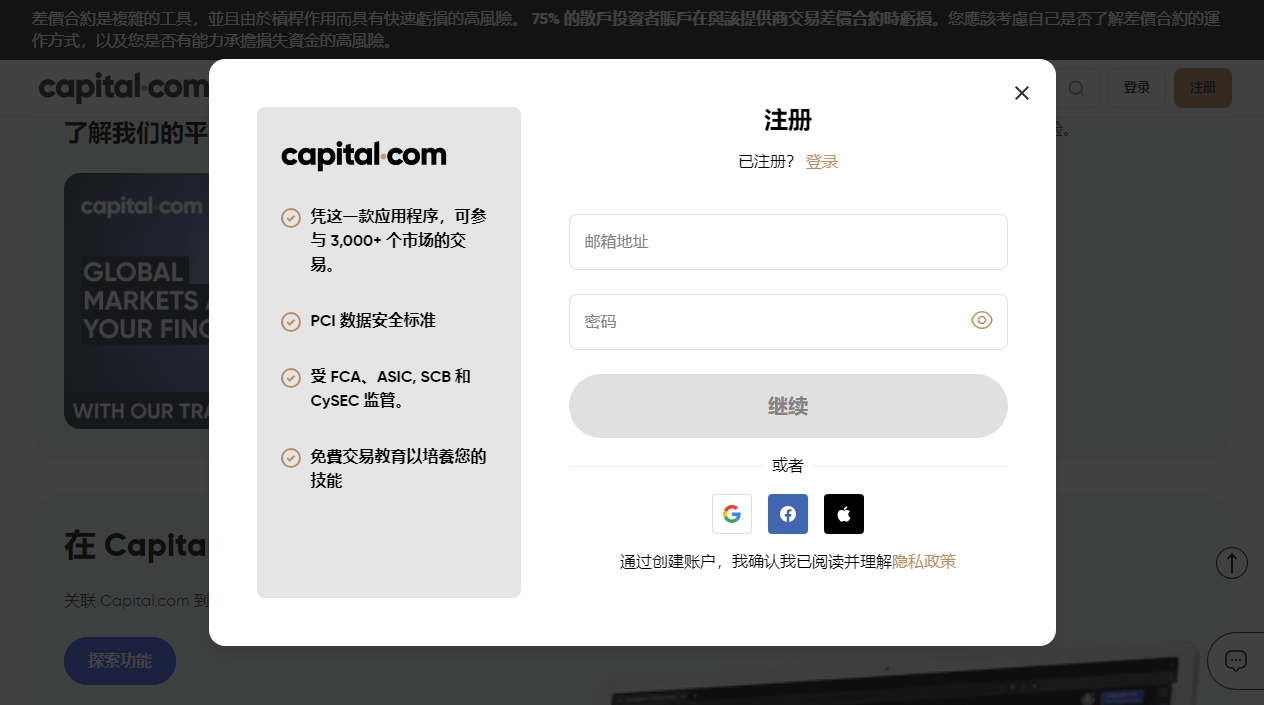 差價合約是複雜的工具，並且由於槓桿作用而具有快速虧損的高風險。 75% 的散戶投資者賬戶在與該提供商交易差價合約時虧損。您應該考慮自己是否了解差價合約的運
作方式，以及您是否有能力承擔損失資金的高風險。
capital.com
登录
注册
了解我们的平
capital.com
GLOBAL
MARKETS
YOUR FIN
WITH OUR TRA
在 Capita
关联 Capital.com 到
探索功能
capital.com
凭这一款应用程序，可参
与 3,000+ 个市场的交
易。
PCI 数据安全标准
受 FCA、ASIC, SCB 和
CySEC 监管。
免費交易教育以培養您的
技能
注册
已注册？ 登录
邮箱地址
密码
继续
或者
通过创建账户，我确认我已阅读并理解隐私政策